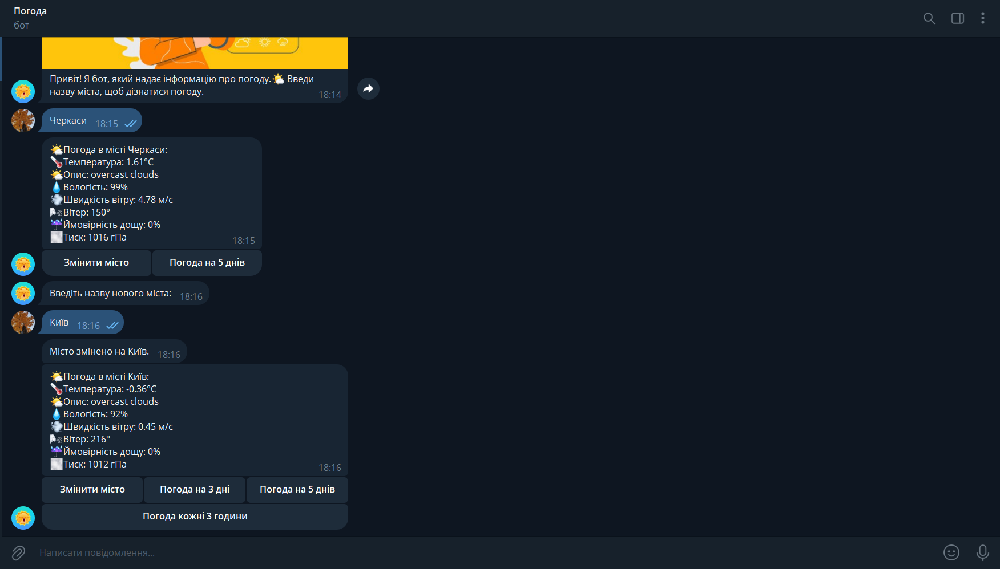 Погода
бот
Привіт! Я бот, який надає інформацію про погоду.🌤 Введи
назву міста, щоб дізнатися погоду.
18:14
Черкаси 18:15
🌤Погода в місті Черкаси:
🌡Температура: 1.61°C
🌤Опис: overcast clouds
💧Вологість: 99%
💨Швидкість вітру: 4.78 м/с
🌬Вітер: 150°
☔Ймовірність дощу: 0%
🌫Тиск: 1016 гПа
18:15
Змінити місто Погода на 5 днів
Введіть назву нового міста: 18:16
Київ 18:16
Місто змінено на Київ. 18:16
🌤Погода в місті Київ:
🌡Температура: -0.36°C
🌤Опис: overcast clouds
💧Вологість: 92%
💨Швидкість вітру: 0.45 м/с
🌬Вітер: 216°
☔Ймовірність дощу: 0%
🌫Тиск: 1012 гПа
18:16
Змінити місто Погода на 3 дні Погода на 5 днів
Погода кожні 3 години
Написати повідомлення...